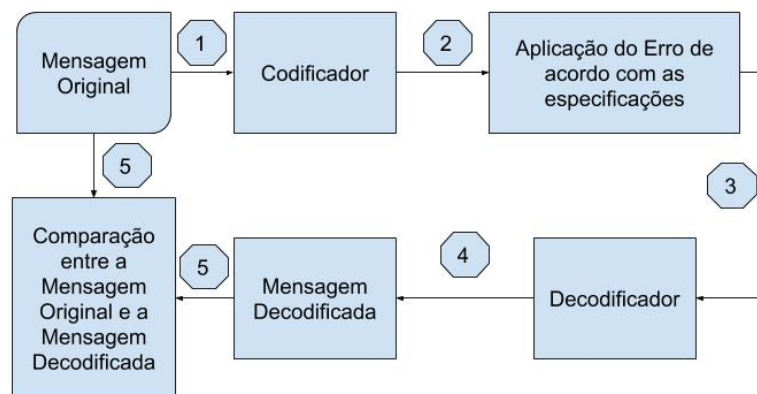 Mensagem
Original
1
Codificador
2
Aplicação do Erro de
acordo com as
especificações
3
Decodificador
4
Mensagem
Decodificada
5
5
Comparação
entre a
Mensagem
Original e a
Mensagem
Decodificada